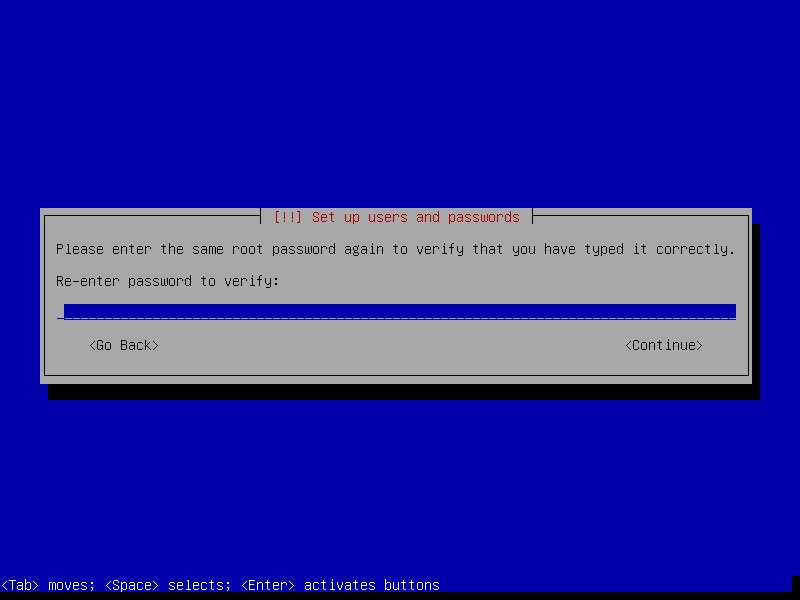 [!!] Set up users and passwords
Please enter the same root password again to verify that you have typed it correctly.
Re-enter password to verify:
<Go Back> <Continue>
<Tab> moves; <Space> selects; <Enter> activates buttons